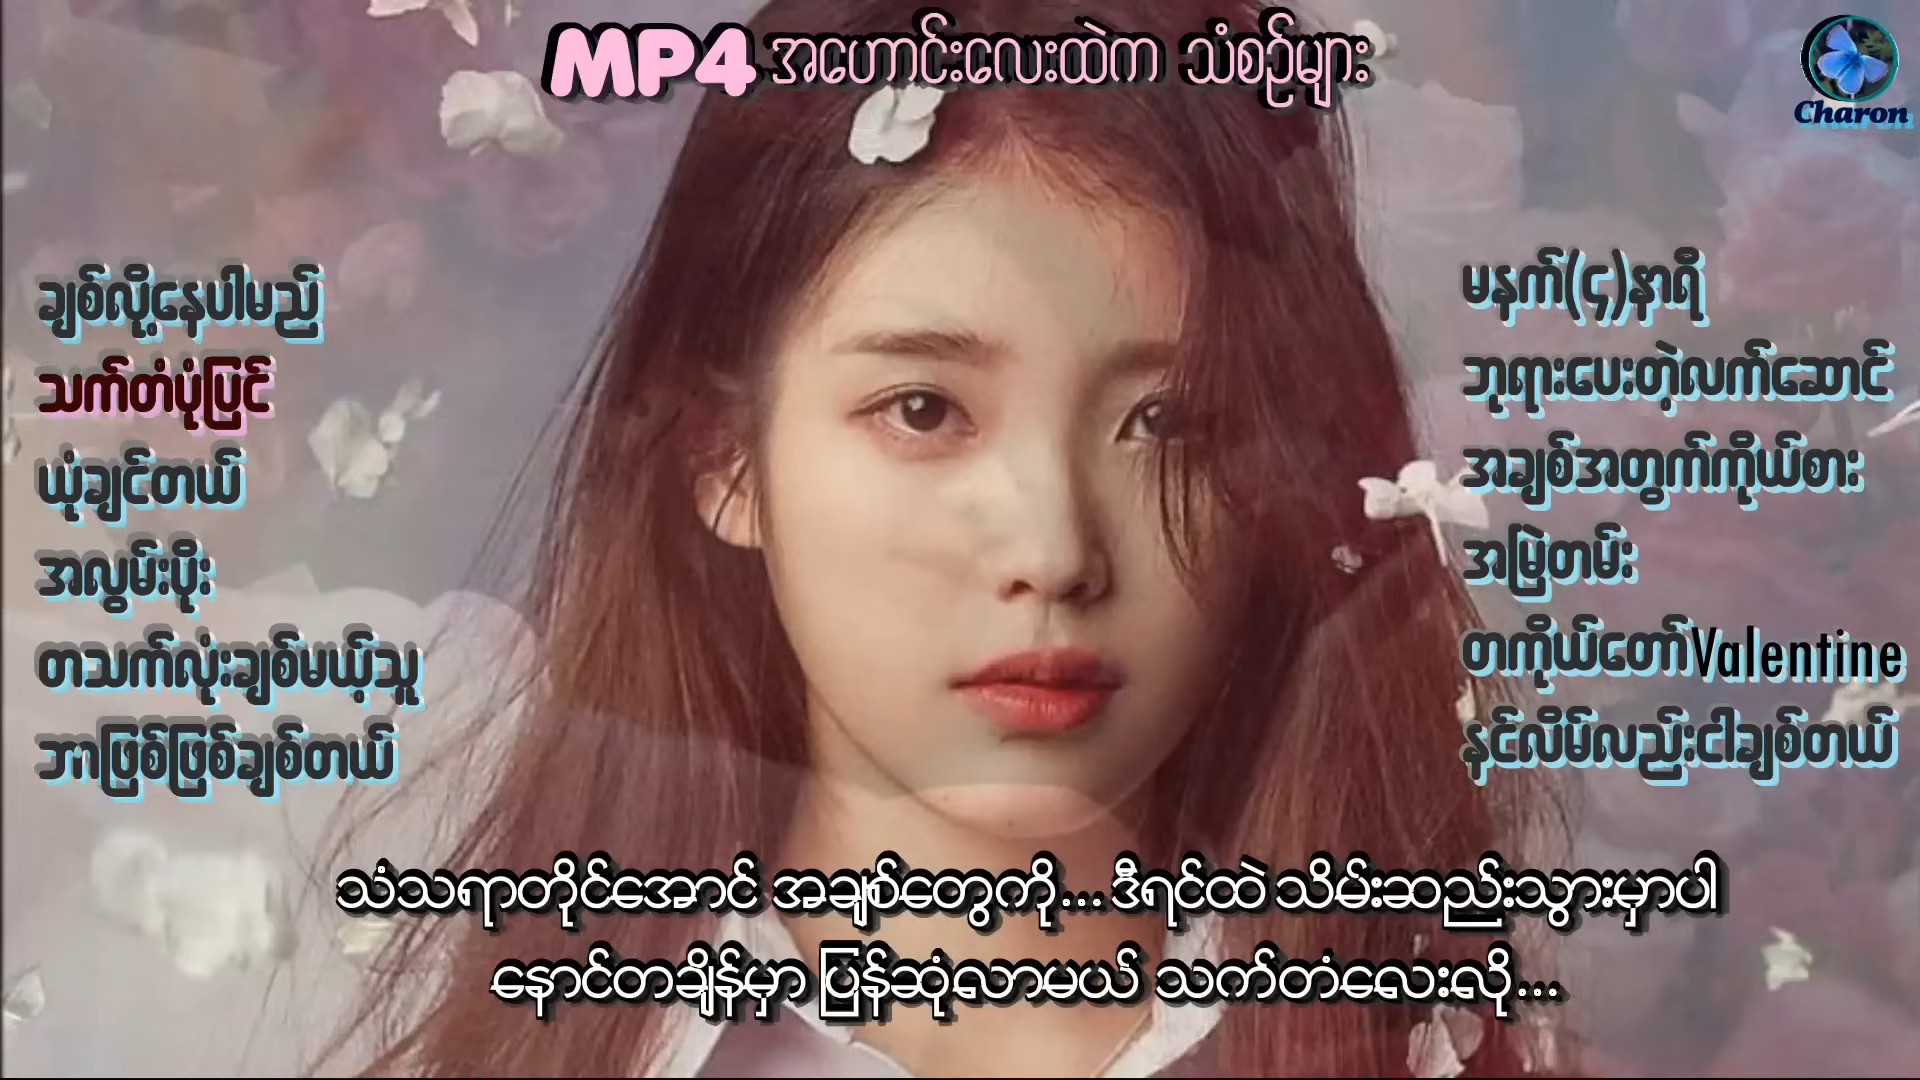 MP4 အဟောင်းလေးထဲက သံစဉ်များ
Charon
ချစ်လို့နေပါမည်
သက်တံပုံပြင်
ယုံချင်တယ်
အလွမ်းပိုး
တသက်လုံးချစ်မယ့်သူ
ဘာဖြစ်ဖြစ်ချစ်တယ်
မနက်(၄)နာရီ
ဘုရားပေးတဲ့လက်ဆောင်
အချစ်အတွက်ကိုယ်စား
အမြဲတမ်း
တကိုယ်တော်Valentine
နင်လိမ်လည်းငါချစ်တယ်
သံသရာတိုင်အောင် အချစ်တွေကို... ဒီရင်ထဲ သိမ်းဆည်းသွားမှာပါ
နောင်တချိန်မှာ ပြန်ဆုံလာမယ် သက်တံလေးလို...